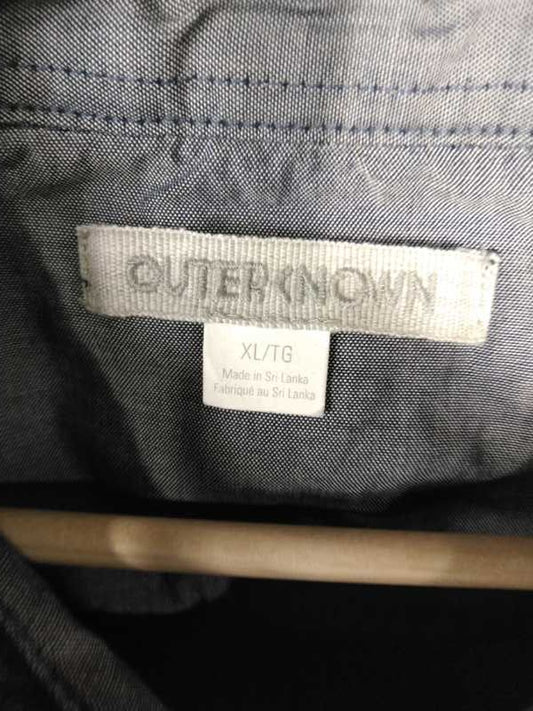 OUTERKNOWN
XL/TG
Made in Sri Lanka
Fabriqué au Sri Lanka